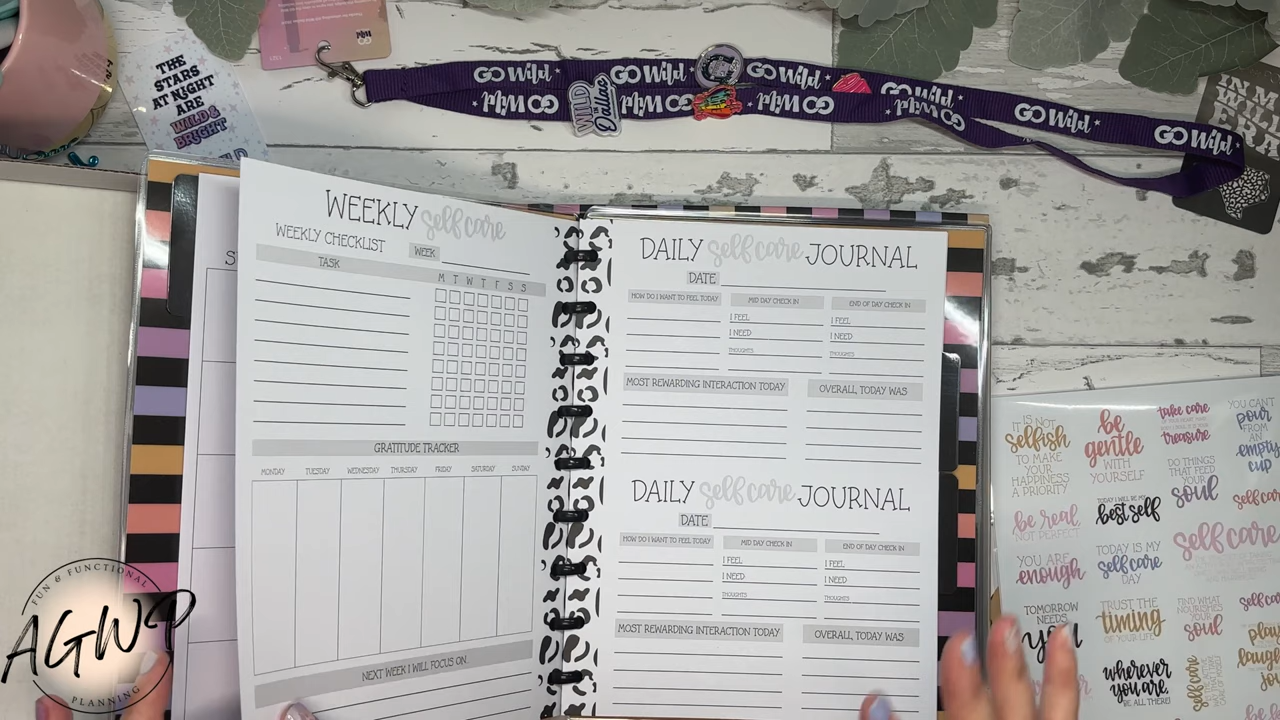 THE
STARS
AT NIGHT
ARE
WILD &
BRIGHT
GO Wild
GO Wild
GO Wild
GO Wild
GO Wild
GO Wild
WILD
Dallas
IN MY
WILD
ERA
WEEKLY self care
WEEKLY CHECKLIST WEEK
TASK
M T W T F S S
GRATITUDE TRACKER
MONDAY TUESDAY WEDNESDAY THURSDAY FRIDAY SATURDAY SUNDAY
NEXT WEEK I WILL FOCUS ON
DAILY self care JOURNAL
DATE
HOW DO I WANT TO FEEL TODAY MID DAY CHECK IN END OF DAY CHECK IN
I FEEL I FEEL
I NEED I NEED
THOUGHTS THOUGHTS
MOST REWARDING INTERACTION TODAY OVERALL, TODAY WAS
DAILY self care JOURNAL
DATE
HOW DO I WANT TO FEEL TODAY MID DAY CHECK IN END OF DAY CHECK IN
I FEEL I FEEL
I NEED I NEED
THOUGHTS THOUGHTS
MOST REWARDING INTERACTION TODAY OVERALL, TODAY WAS
IT IS NOT
selfish
TO MAKE
YOUR
HAPPINESS
A PRIORITY
be
gentle
WITH
YOURSELF
take care
treasure
YOU CAN'T
pour
FROM
AN
empty
cup
be real,
NOT PERFECT
TODAY I WILL BE MY
best self
DO THINGS
THAT FEED
YOUR
soul
self care
YOU ARE
enough
TODAY IS MY
self care
DAY
self care
TOMORROW
NEEDS
you
TRUST THE
timing
OF YOUR LIFE
FIND WHAT
NOURISHES
YOUR
soul
wherever
you are,
BE ALL THERE!
self care
FUN & FUNCTIONAL
AGWP
PLANNING